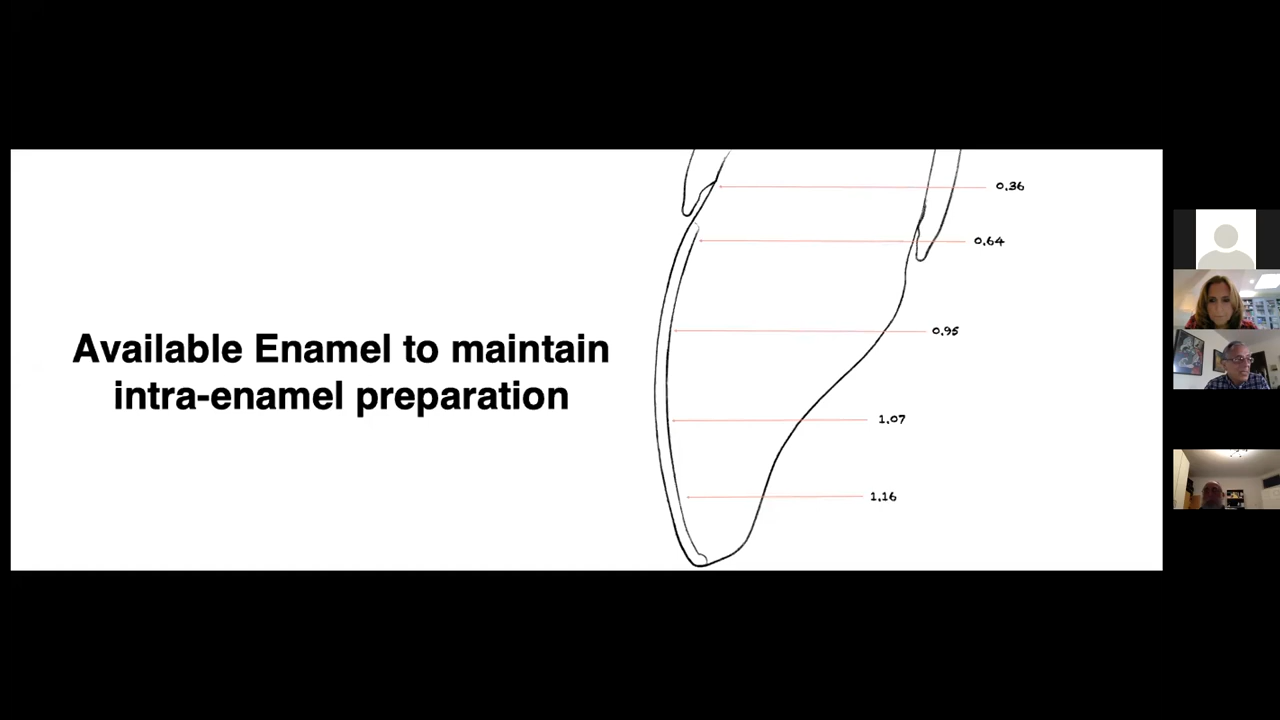 Available Enamel to maintain
intra-enamel preparation
0.36
0.64
0.95
1.07
1.16